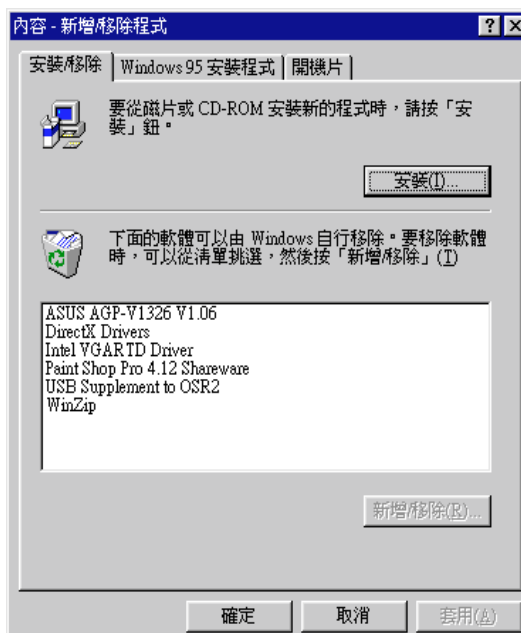 內容 - 新增/移除程式
安裝/移除
Windows 95 安裝程式
開機片
要從磁片或 CD-ROM 安裝新的程式時，請按「安
裝」鈕。
安裝(I)...
下面的軟體可以由 Windows 自行移除。要移除軟體
時，可以從清單挑選，然後按「新增/移除」(T)
ASUS AGP-V1326 V1.06
DirectX Drivers
Intel VGARTD Driver
Paint Shop Pro 4.12 Shareware
USB Supplement to OSR2
WinZip
新增/移除(R)...
確定
取消
套用(A)